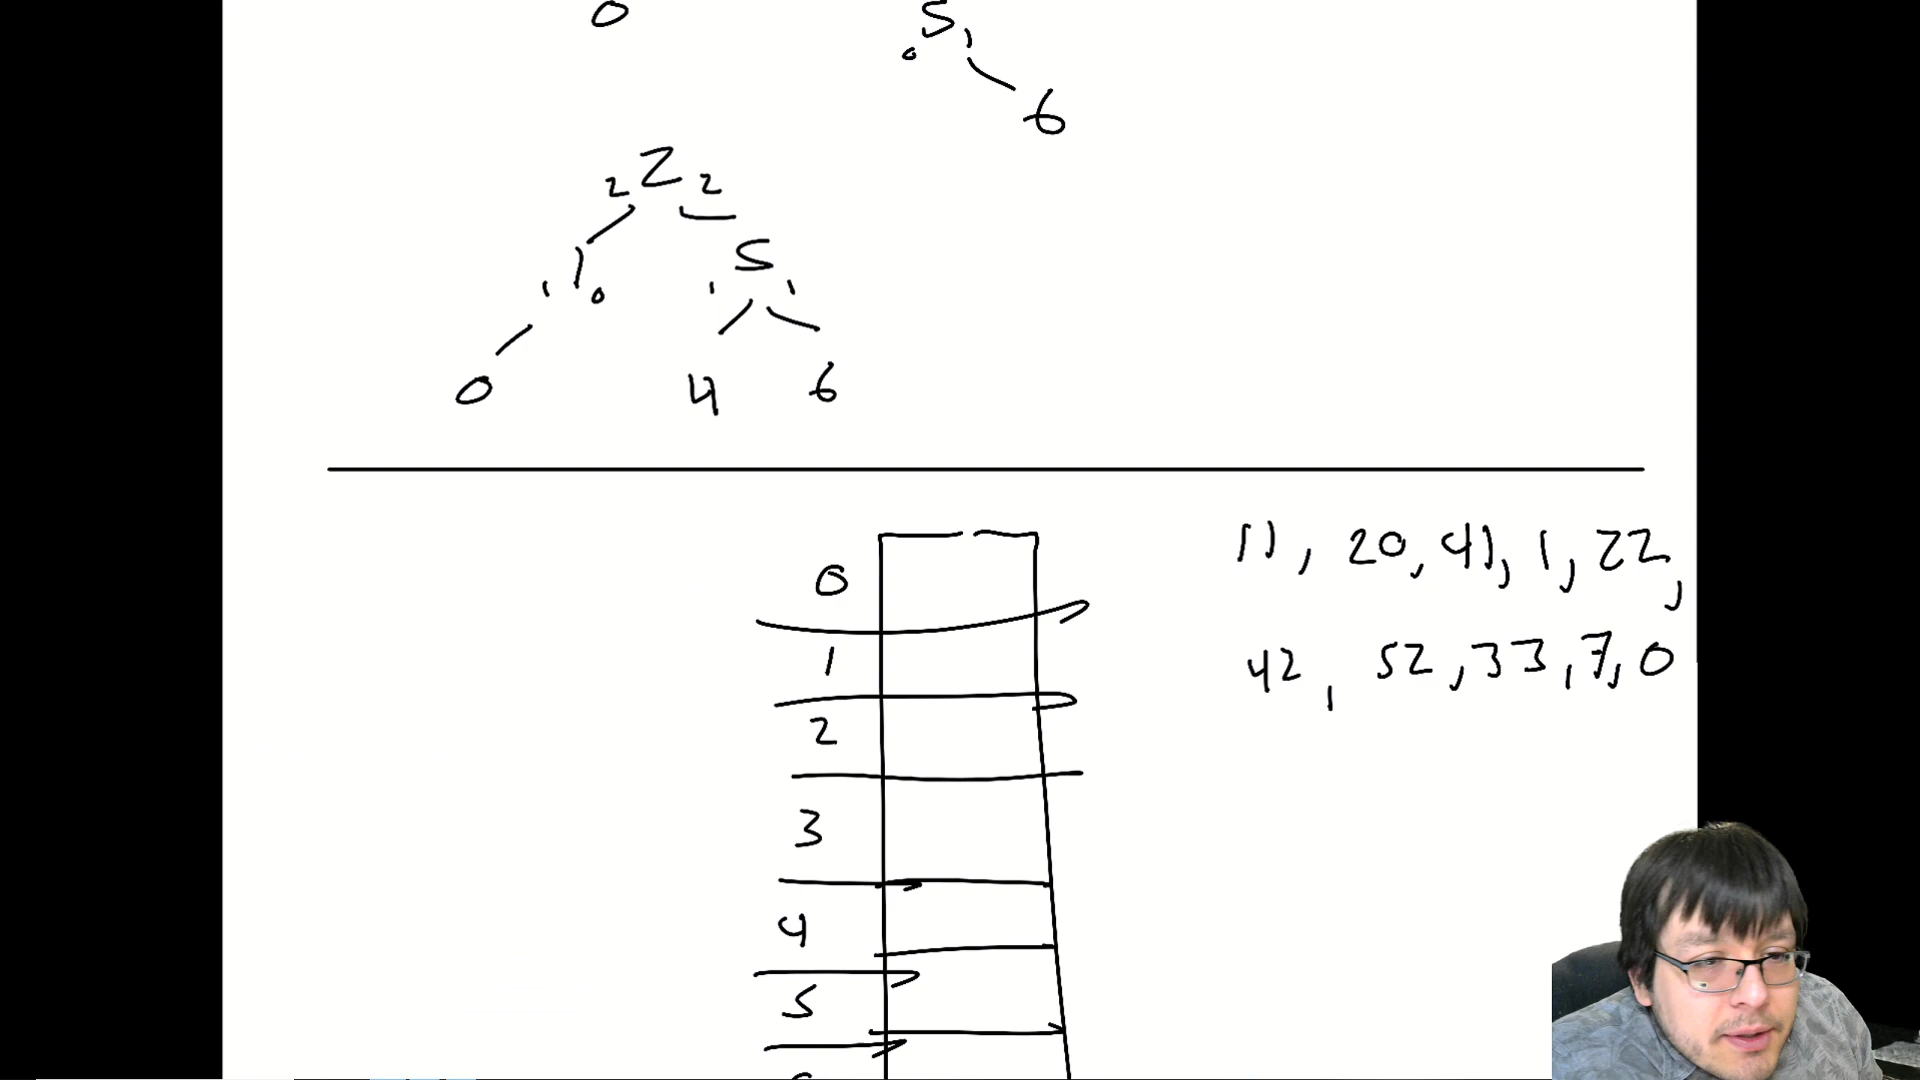 0 5
0 1
6
2 2 2
1 5
1 0 1 1
0 4 6
0
1
2
3
4
5
11, 20, 41, 1, 22,
42, 52, 33, 7, 0